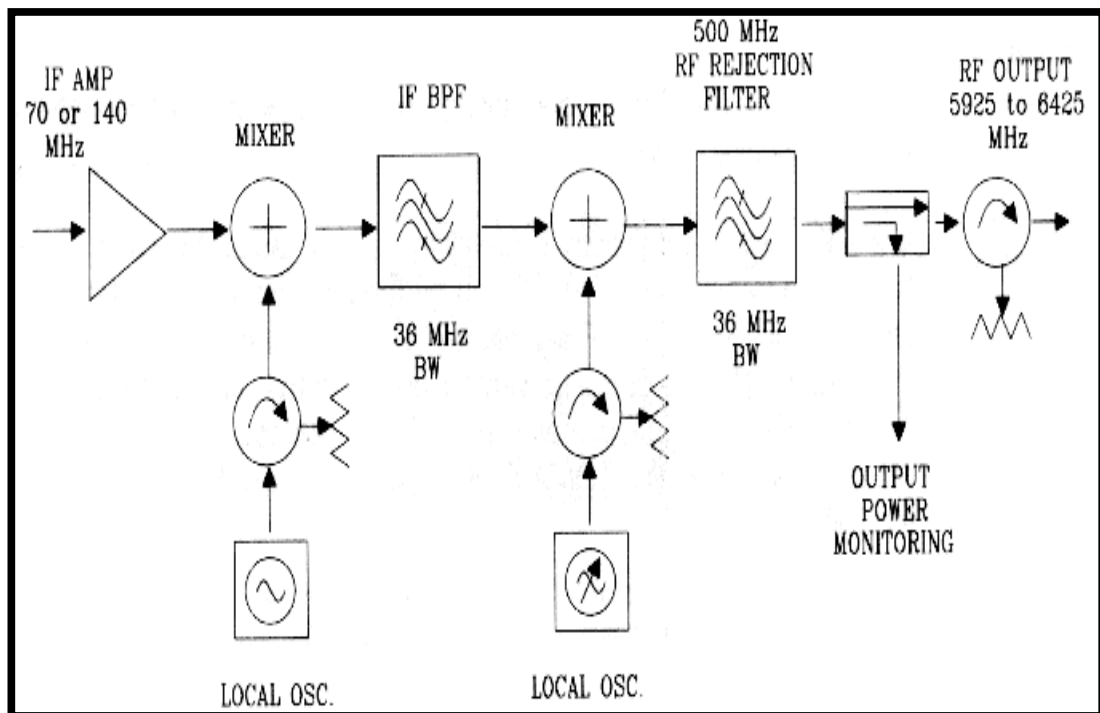 IF AMP
70 or 140
MHz
MIXER
IF BPF
36 MHz
BW
MIXER
500 MHz
RF REJECTION
FILTER
36 MHz
BW
RF OUTPUT
5925 to 6425
MHz
OUTPUT
POWER
MONITORING
LOCAL OSC.
LOCAL OSC.